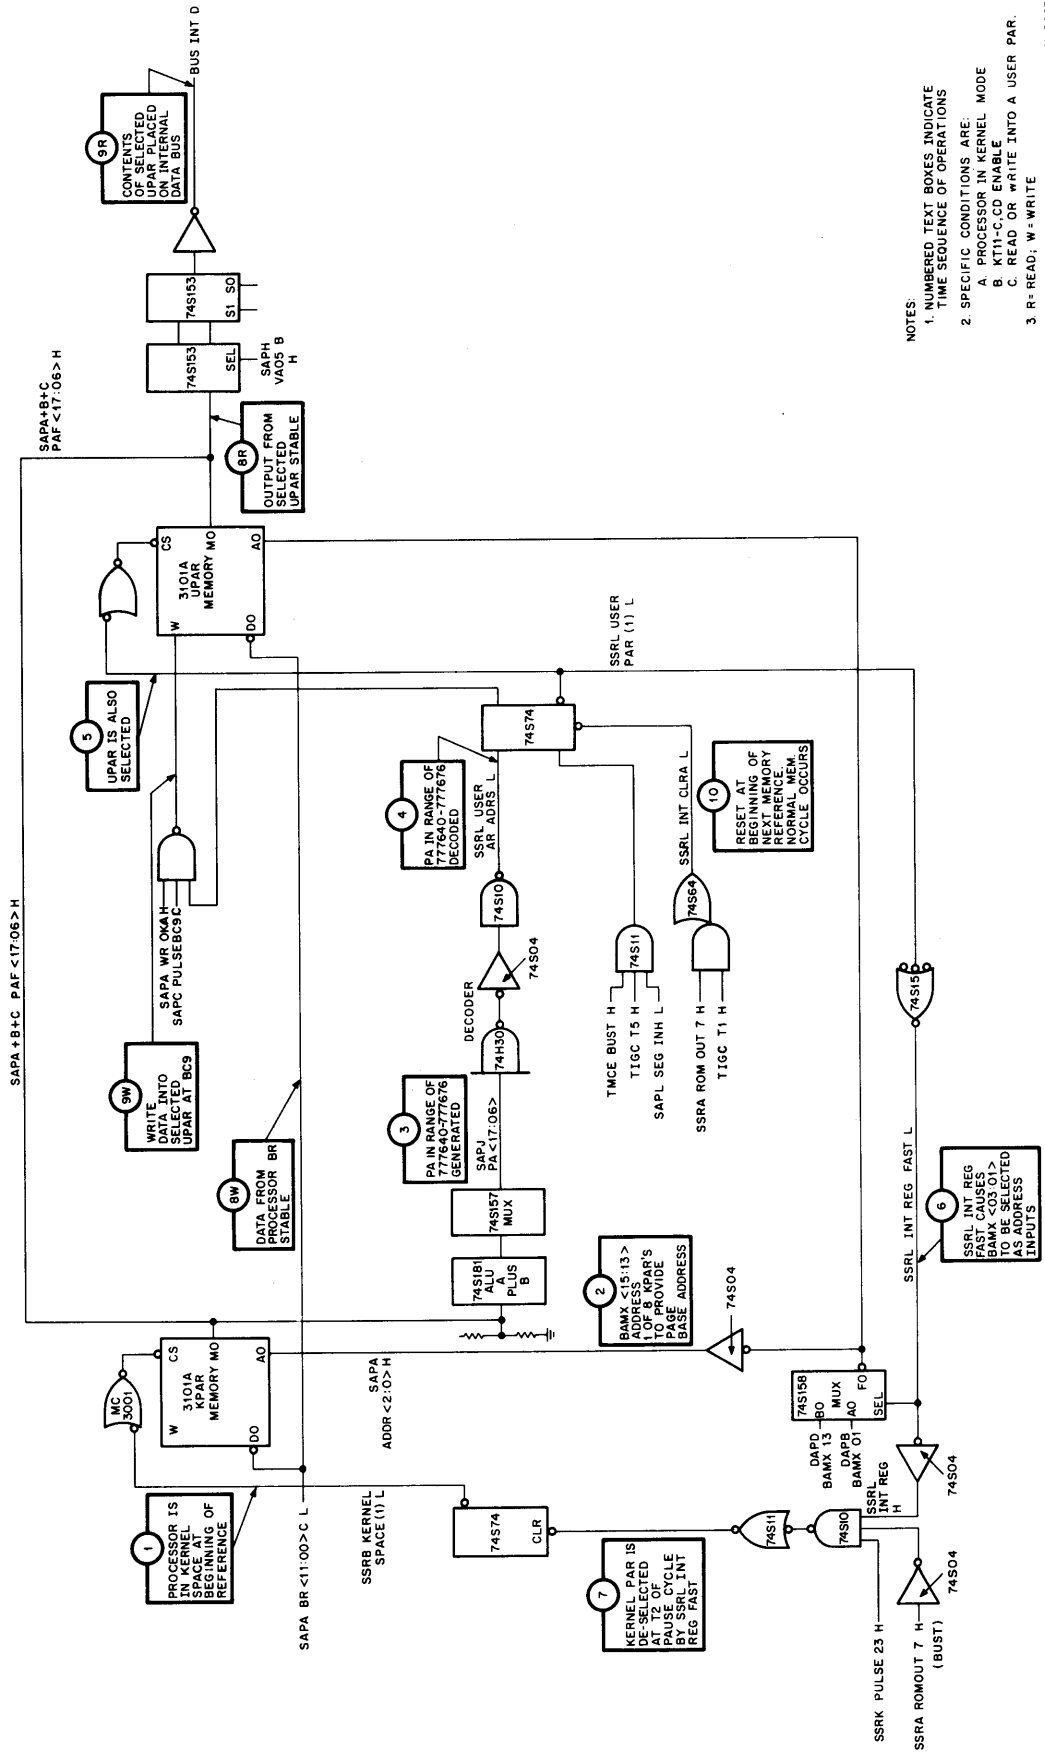 1
PROCESSOR IS
IN KERNEL
SPACE AT
BEGINNING OF
REFERENCE
SAPA BR <11:00> C L
SSRB KERNEL
SPACE (1) L
MC
3001
W
CS
3101A
KPAR
MEMORY
MO
DO
AO
SAPA
ADDR <2:0> H
SAPA +B+C PAF <17:06> H
8W
DATA FROM
PROCESSOR BR
STABLE
9W
WRITE
DATA INTO
SELECTED
UPAR AT BC9
SAPA WR OKA H
SAPC PULSEBC9 C
5
UPAR IS ALSO
SELECTED
W
CS
3101A
UPAR
MEMORY
MO
DO
AO
SAPA+B+C
PAF <17:06> H
8R
OUTPUT FROM
SELECTED
UPAR STABLE
74S153
SEL
SAPH
VA05 B
H
74S153
S1 S0
9R
CONTENTS
OF SELECTED
UPAR PLACED
ON INTERNAL
DATA BUS
BUS INT D
74S181
ALU
A
PLUS
B
74S157
MUX
3
PA IN RANGE OF
777640-777676
GENERATED
SAPJ
PA<17:06>
DECODER
74H30
74S04
74S10
4
PA IN RANGE OF
777640-777676
DECODED
SSRL USER
AR ADRS L
74S74
SSRL USER
PAR (1) L
TMCE BUST H
TIGC T5 H
SAPL SEG INH L
74S11
SSRA ROM OUT 7 H
TIGC T1 H
74S64
SSRL INT CLRA L
10
RESET AT
BEGINNING OF
NEXT MEMORY
REFERENCE.
NORMAL MEM.
CYCLE OCCURS
2
BAMX <15:13>
ADDRESS
1 OF 8 KPAR'S
TO PROVIDE
PAGE
BASE ADDRESS
74S04
74S74
CLR
7
KERNEL PAR IS
DE-SELECTED
AT T2 OF
PAUSE CYCLE
BY SSRL INT
REG FAST
74S11
74S10
SSRL
INT REG
H
SSRK PULSE 23 H
SSRA ROMOUT 7 H
(BUST)
74S04
74S04
DAPD
BAMX 13
DAPB
BAMX 01
74S158
BO
MUX
AO
FO
SEL
SSRL INT REG FAST L
6
SSRL INT REG
FAST CAUSES
BAMX <03:01>
TO BE SELECTED
AS ADDRESS
INPUTS
74S15
NOTES:
1. NUMBERED TEXT BOXES INDICATE
TIME SEQUENCE OF OPERATIONS
2. SPECIFIC CONDITIONS ARE:
A. PROCESSOR IN KERNEL MODE
B. KT11-C,CD ENABLE
C. READ OR WRITE INTO A USER PAR.
3. R=READ; W=WRITE